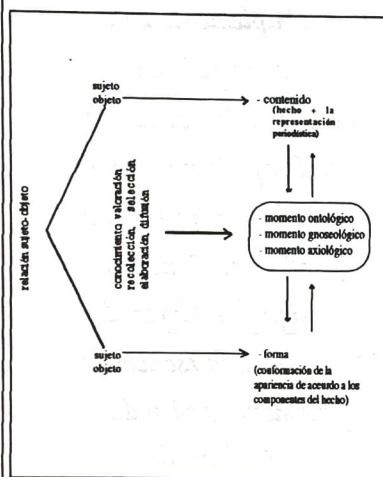 sujeto
objeto
- contenido
(hecho + la
representación
periodística)
relación sujeto-objeto
conocimiento valoración
recolección, selección
elaboración, difusión
- momento ontológico
- momento gnoseológico
- momento axiológico
sujeto
objeto
- forma
(conformación de la
apariencia de acuerdo a los
componentes del hecho)